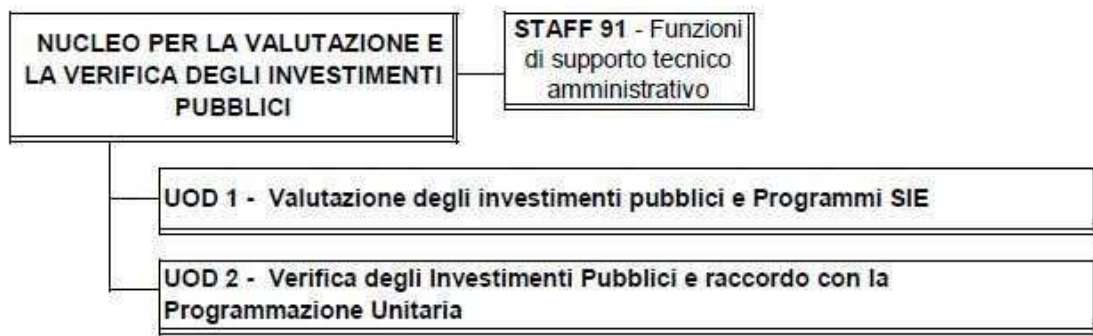 NUCLEO PER LA VALUTAZIONE E
LA VERIFICA DEGLI INVESTIMENTI
PUBBLICI
STAFF 91 - Funzioni
di supporto tecnico
amministrativo
UOD 1 - Valutazione degli investimenti pubblici e Programmi SIE
UOD 2 - Verifica degli Investimenti Pubblici e raccordo con la
Programmazione Unitaria